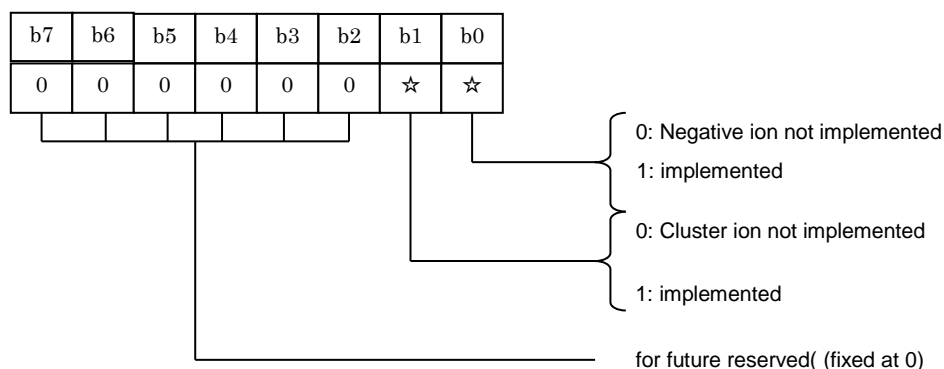 b7 b6 b5 b4 b3 b2 b1 b0
0 0 0 0 0 0 ☆ ☆
0: Negative ion not implemented
1: implemented
0: Cluster ion not implemented
1: implemented
for future reserved( (fixed at 0)